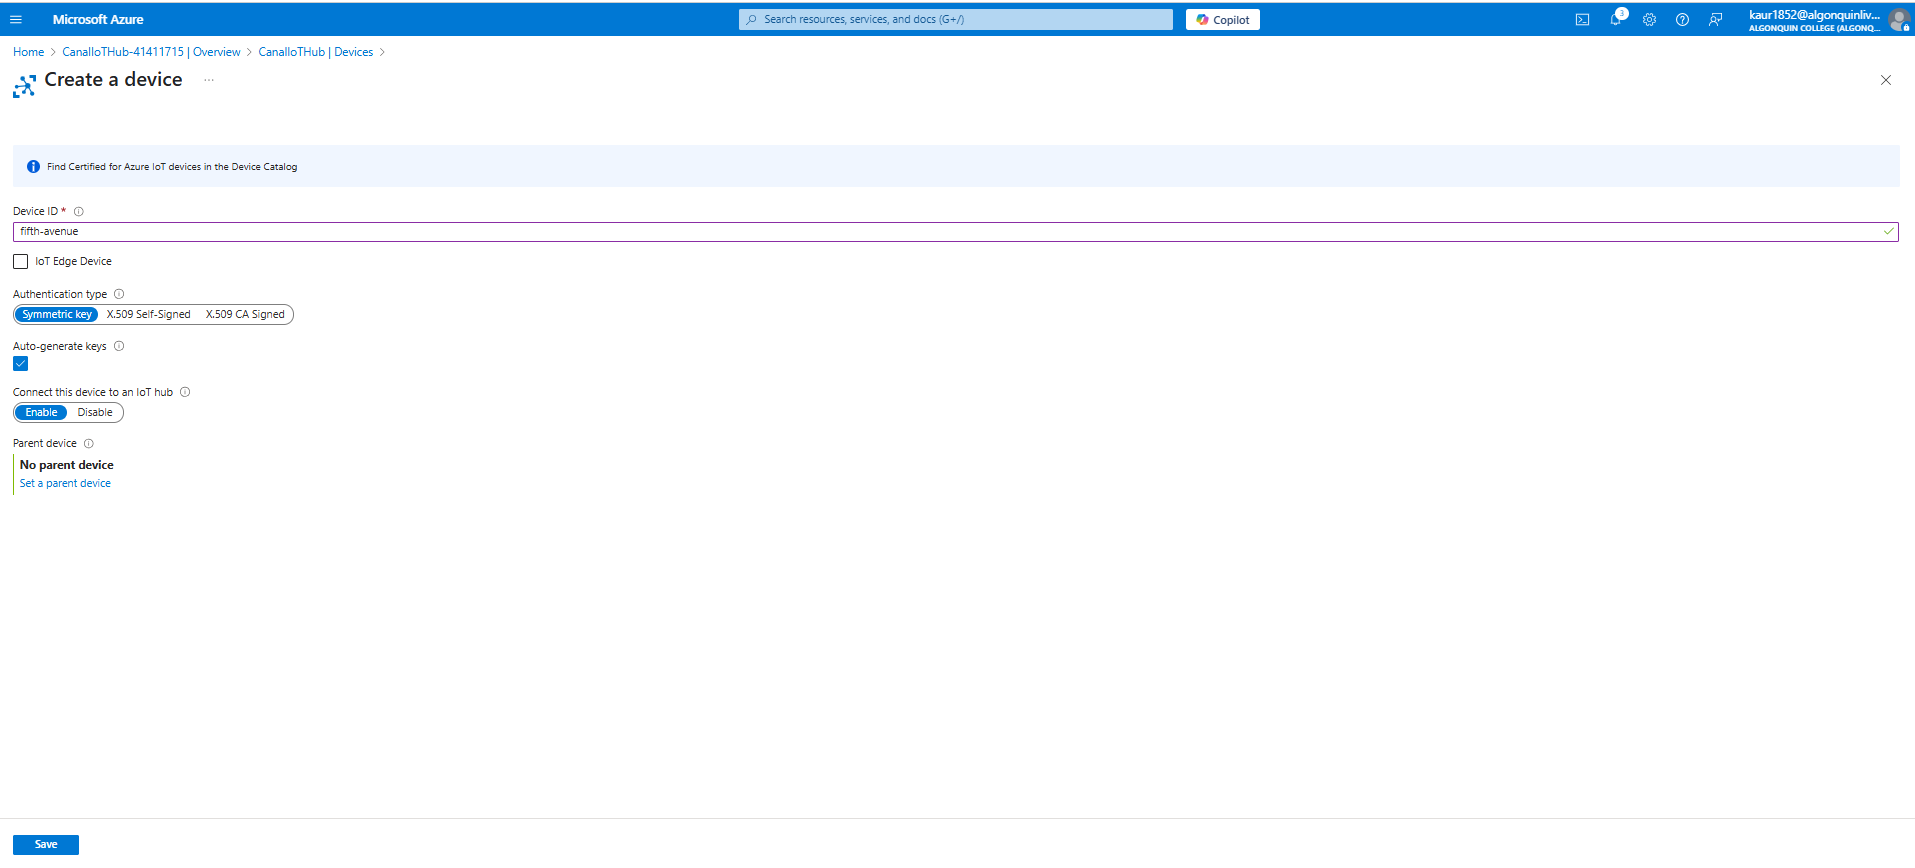 Microsoft Azure
Search resources, services, and docs (G+/)
Copilot
3
kaur1852@algonquinliv...
ALGONQUIN COLLEGE (ALGONQ...
Home > CanalIoTHub-41411715 | Overview > CanalIoTHub | Devices >
Create a device ...
Find Certified for Azure IoT devices in the Device Catalog
Device ID *
fifth-avenue
IoT Edge Device
Authentication type
Symmetric key X.509 Self-Signed X.509 CA Signed
Auto-generate keys
Connect this device to an IoT hub
Enable Disable
Parent device
No parent device
Set a parent device
Save